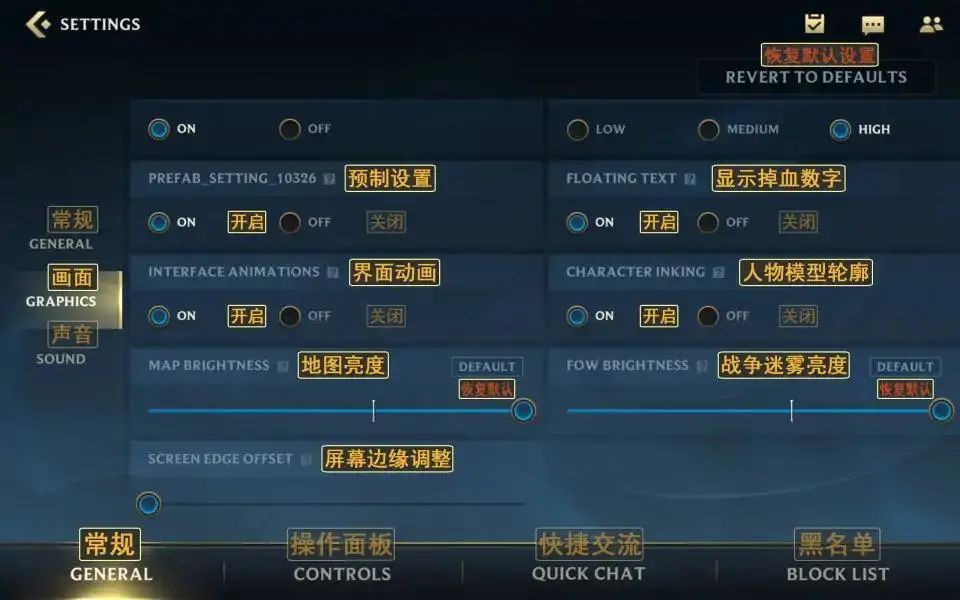 SETTINGS
恢复默认设置
REVERT TO DEFAULTS
ON OFF
LOW MEDIUM HIGH
PREFAB_SETTING_10326 ? 预制设置
FLOATING TEXT ? 显示掉血数字
ON 开启 OFF 关闭
ON 开启 OFF 关闭
常规
GENERAL
INTERFACE ANIMATIONS ? 界面动画
CHARACTER INKING ? 人物模型轮廓
画面
GRAPHICS
ON 开启 OFF 关闭
ON 开启 OFF 关闭
声音
SOUND
MAP BRIGHTNESS ? 地图亮度 DEFAULT
恢复默认
FOW BRIGHTNESS ? 战争迷雾亮度 DEFAULT
恢复默认
SCREEN EDGE OFFSET 屏幕边缘调整
常规
GENERAL
操作面板
CONTROLS
快捷交流
QUICK CHAT
黑名单
BLOCK LIST